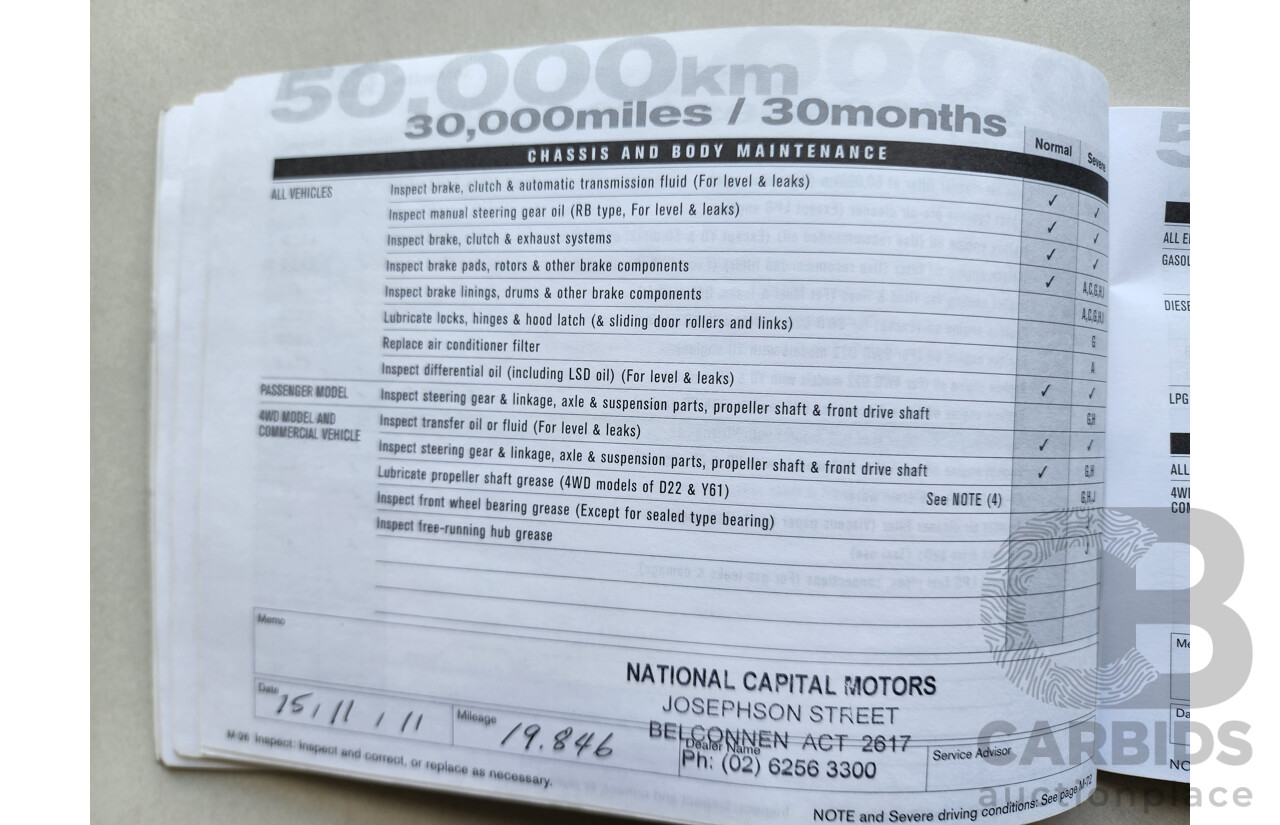 50,000km
30,000miles / 30months
CHASSIS AND BODY MAINTENANCE
Normal Severe
ALL VEHICLES
Inspect brake, clutch & automatic transmission fluid (For level & leaks) ✓ ✓
Inspect manual steering gear oil (RB type, For level & leaks) ✓ ✓
Inspect brake, clutch & exhaust systems ✓ ✓
Inspect brake pads, rotors & other brake components ✓ A,C,G,H,I
Inspect brake linings, drums & other brake components A,C,G,H,I
Lubricate locks, hinges & hood latch (& sliding door rollers and links) G
Replace air conditioner filter A
Inspect differential oil (including LSD oil) (For level & leaks) ✓ ✓
PASSENGER MODEL
Inspect steering gear & linkage, axle & suspension parts, propeller shaft & front drive shaft G,H
4WD MODEL AND
COMMERCIAL VEHICLE
Inspect transfer oil or fluid (For level & leaks) ✓ ✓
Inspect steering gear & linkage, axle & suspension parts, propeller shaft & front drive shaft ✓ G,H
Lubricate propeller shaft grease (4WD models of D22 & Y61) See NOTE (4) G,H,J
Inspect front wheel bearing grease (Except for sealed type bearing)
Inspect free-running hub grease
Memo
NATIONAL CAPITAL MOTORS
JOSEPHSON STREET
BELCONNEN ACT 2617
Ph: (02) 6256 3300
Date 15/11/11
Mileage 19.846
Dealer Name
Service Advisor
M-26 Inspect: Inspect and correct, or replace as necessary.
NOTE and Severe driving conditions: See page M-72
5
ALL E
GASOL
DIESE
LPG
ALL
4WD
COM
Me
Da
NO
CB
CARBIDS
auctionplace